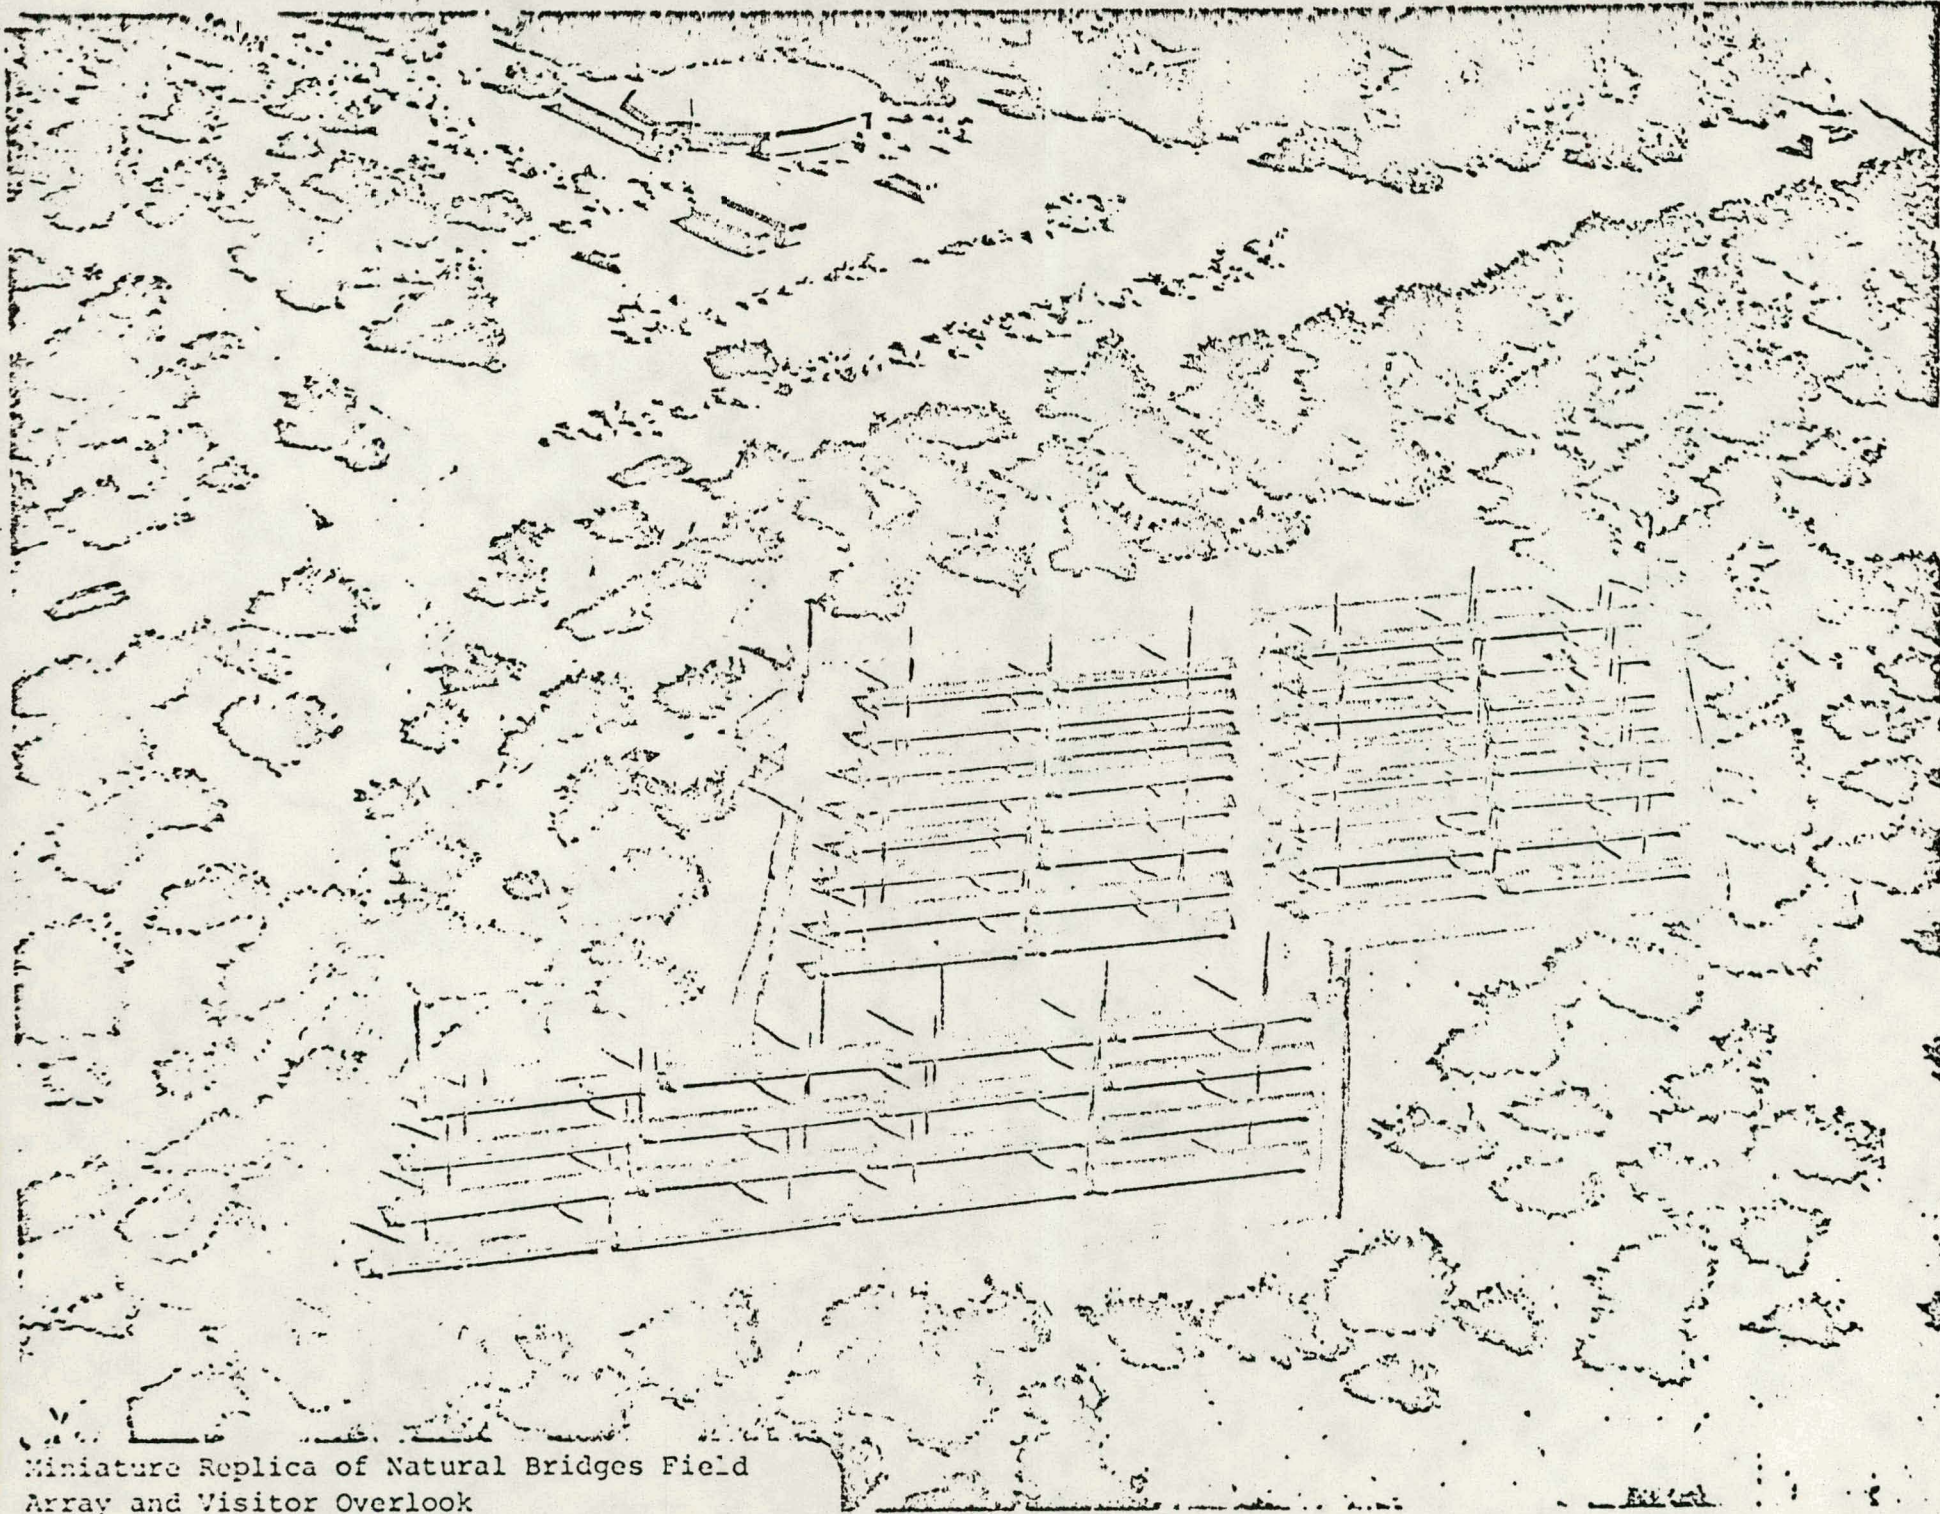 Miniature Replica of Natural Bridges Field
Array and Visitor Overlook